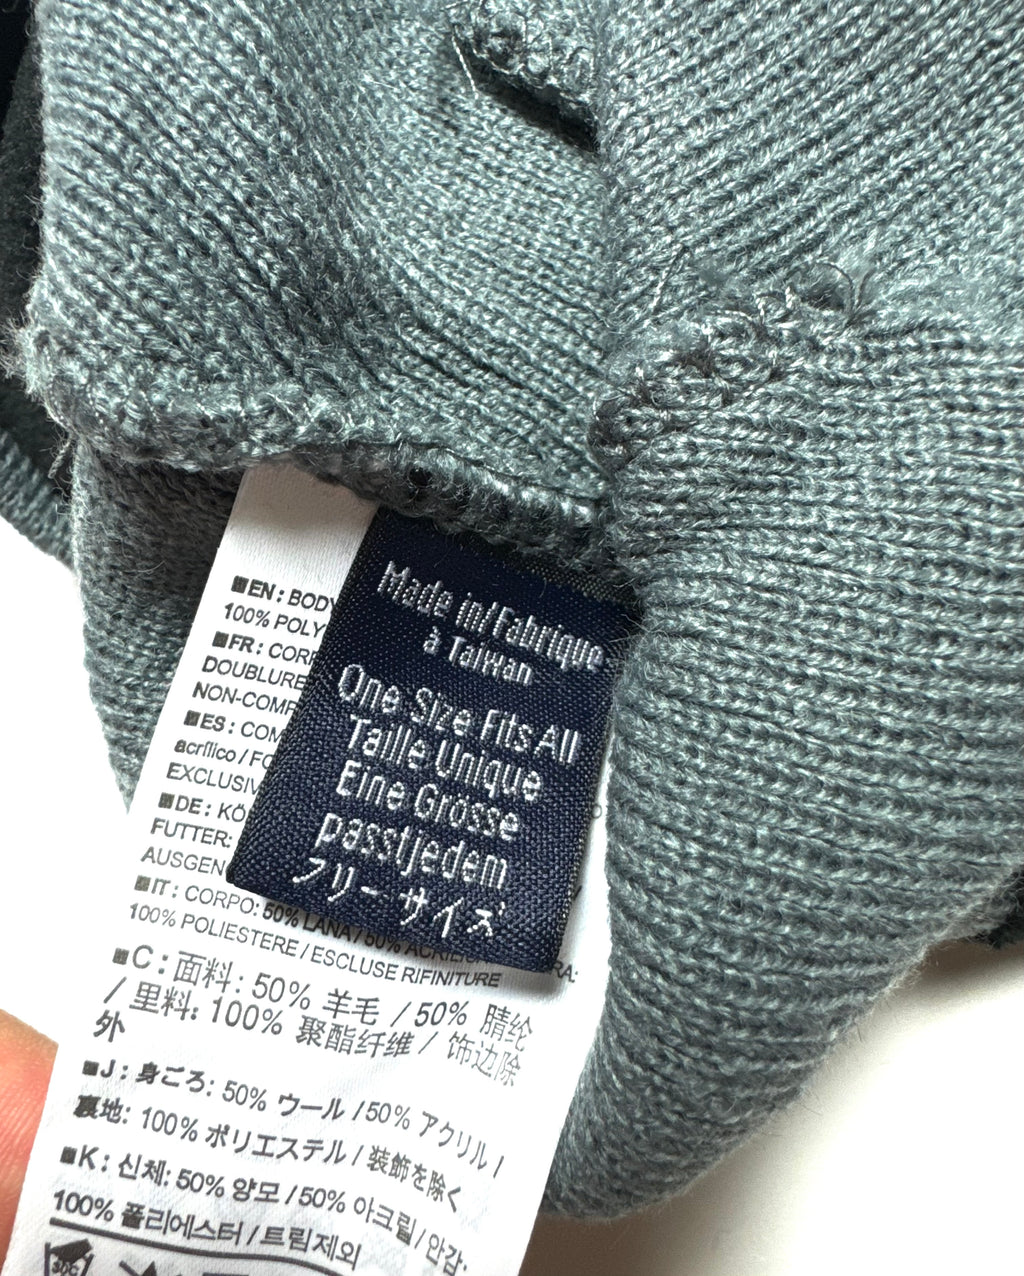 Made in/Fabriqué
à Taiwan
One Size Fits All
Taille Unique
Eine Grösse
passtjedem
フリーサイズ
EN: BODY
100% POLY
FR: CORP
DOUBLURE
NON-COMP
ES: COM
acrílico / FO
EXCLUSIV
DE: KÖ
FUTTER:
AUSGEN
IT: CORPO: 50% LANA / 50% ACRILICO RA:
100% POLIESTERE / ESCLUSE RIFINITURE
C: 面料: 50% 羊毛 / 50% 腈纶
/ 里料: 100% 聚酯纤维 / 饰边除
外
J: 身ごろ: 50% ウール / 50% アクリル /
裏地: 100% ポリエステル / 装飾を除く
K: 신체: 50% 양모 / 50% 아크릴 / 안감:
100% 폴리에스터 / 트림제외